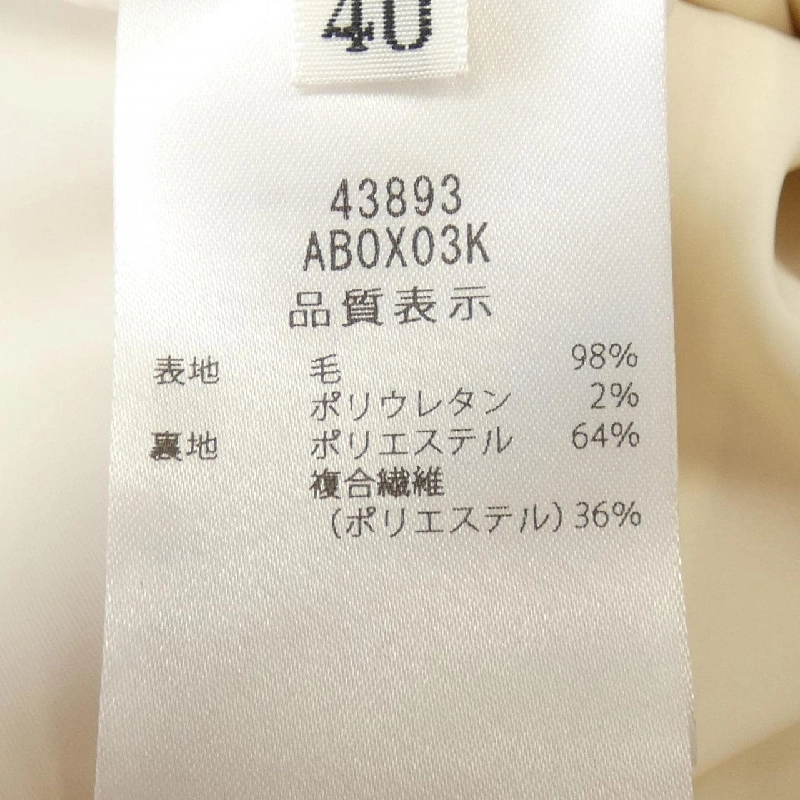 40
43893
AB0X03K
品質表示
表地 毛 98%
ポリウレタン 2%
裏地 ポリエステル 64%
複合繊維
(ポリエステル) 36%